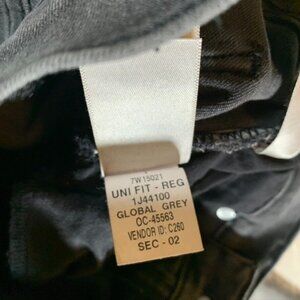 7W15021
UNI FIT - REG
1J44100
GLOBAL GREY
OC-45563
VENDOR ID: C260
SEC - 02